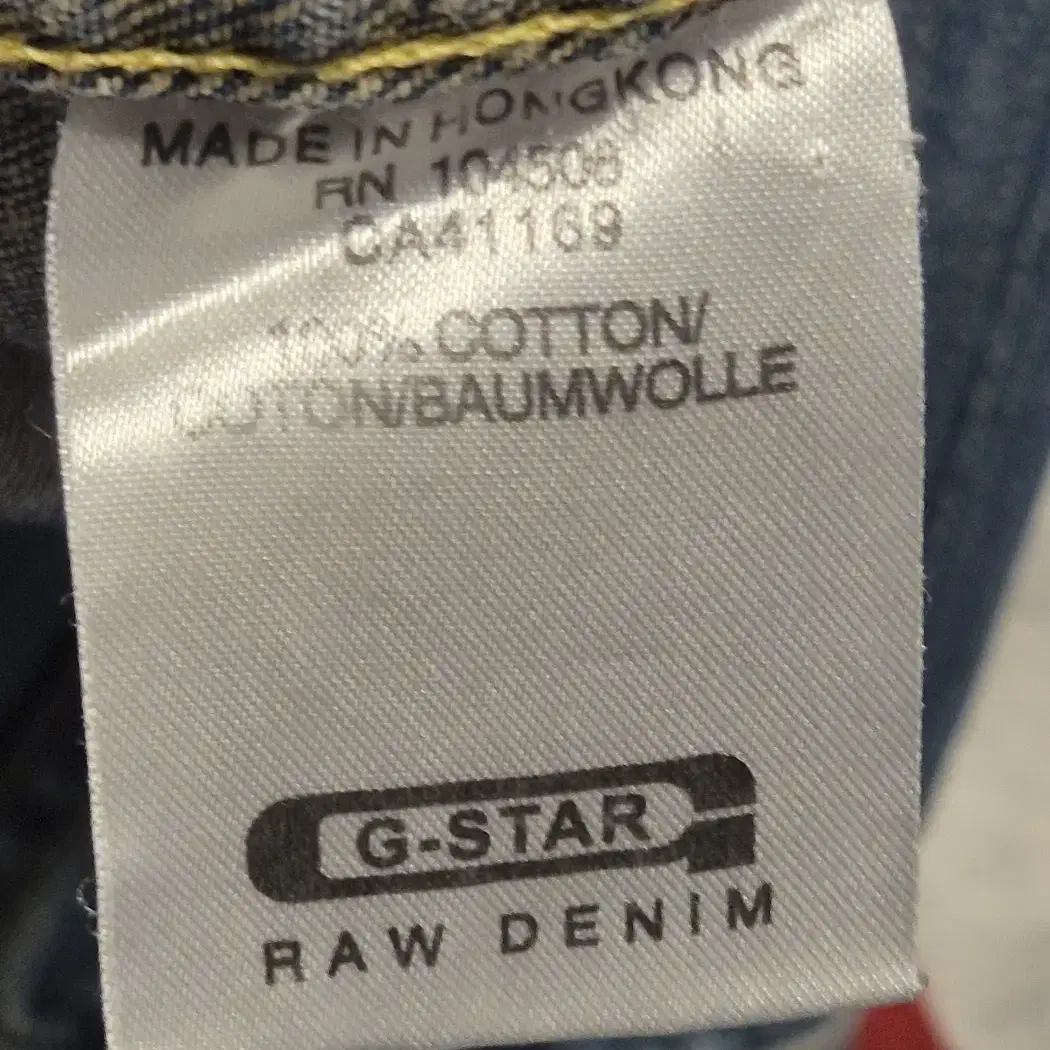 MADE IN HONGKONG
RN 104506
CA41169
100% COTTON/
COTON/BAUMWOLLE
G-STAR
RAW DENIM